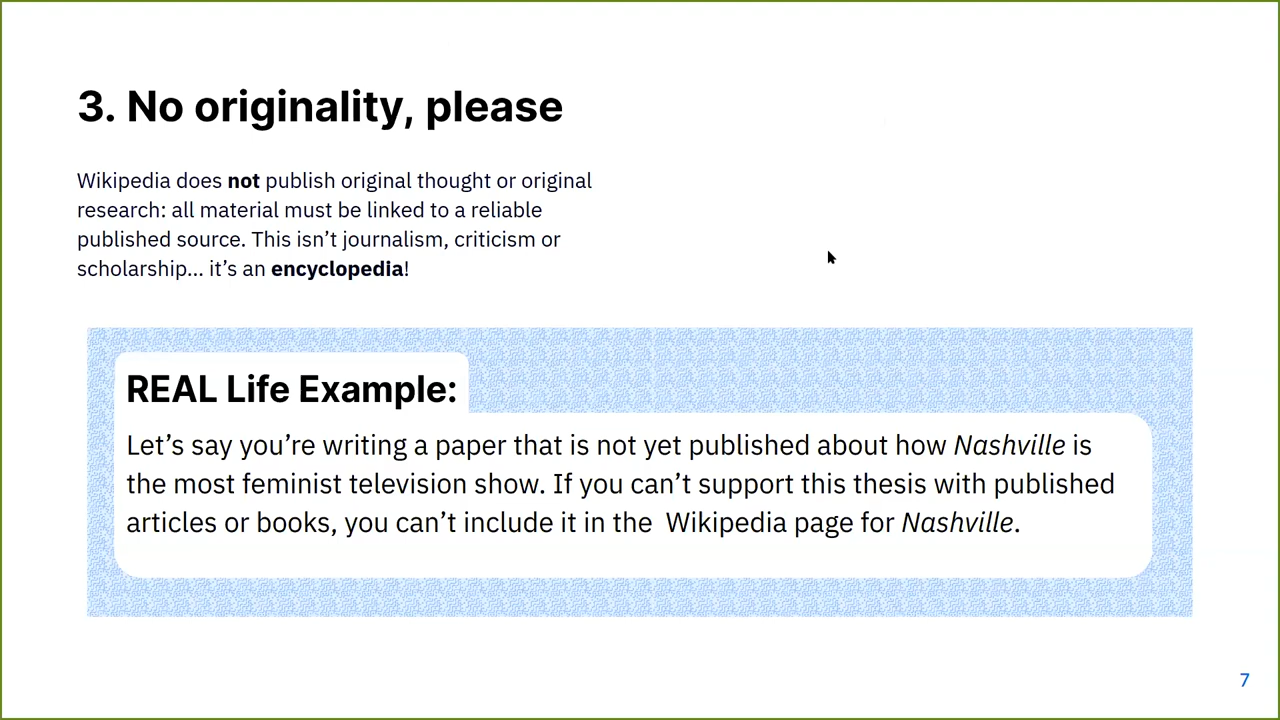 3. No originality, please
Wikipedia does not publish original thought or original
research: all material must be linked to a reliable
published source. This isn’t journalism, criticism or
scholarship... it’s an encyclopedia!
REAL Life Example:
Let’s say you’re writing a paper that is not yet published about how Nashville is
the most feminist television show. If you can’t support this thesis with published
articles or books, you can’t include it in the  Wikipedia page for Nashville.
7